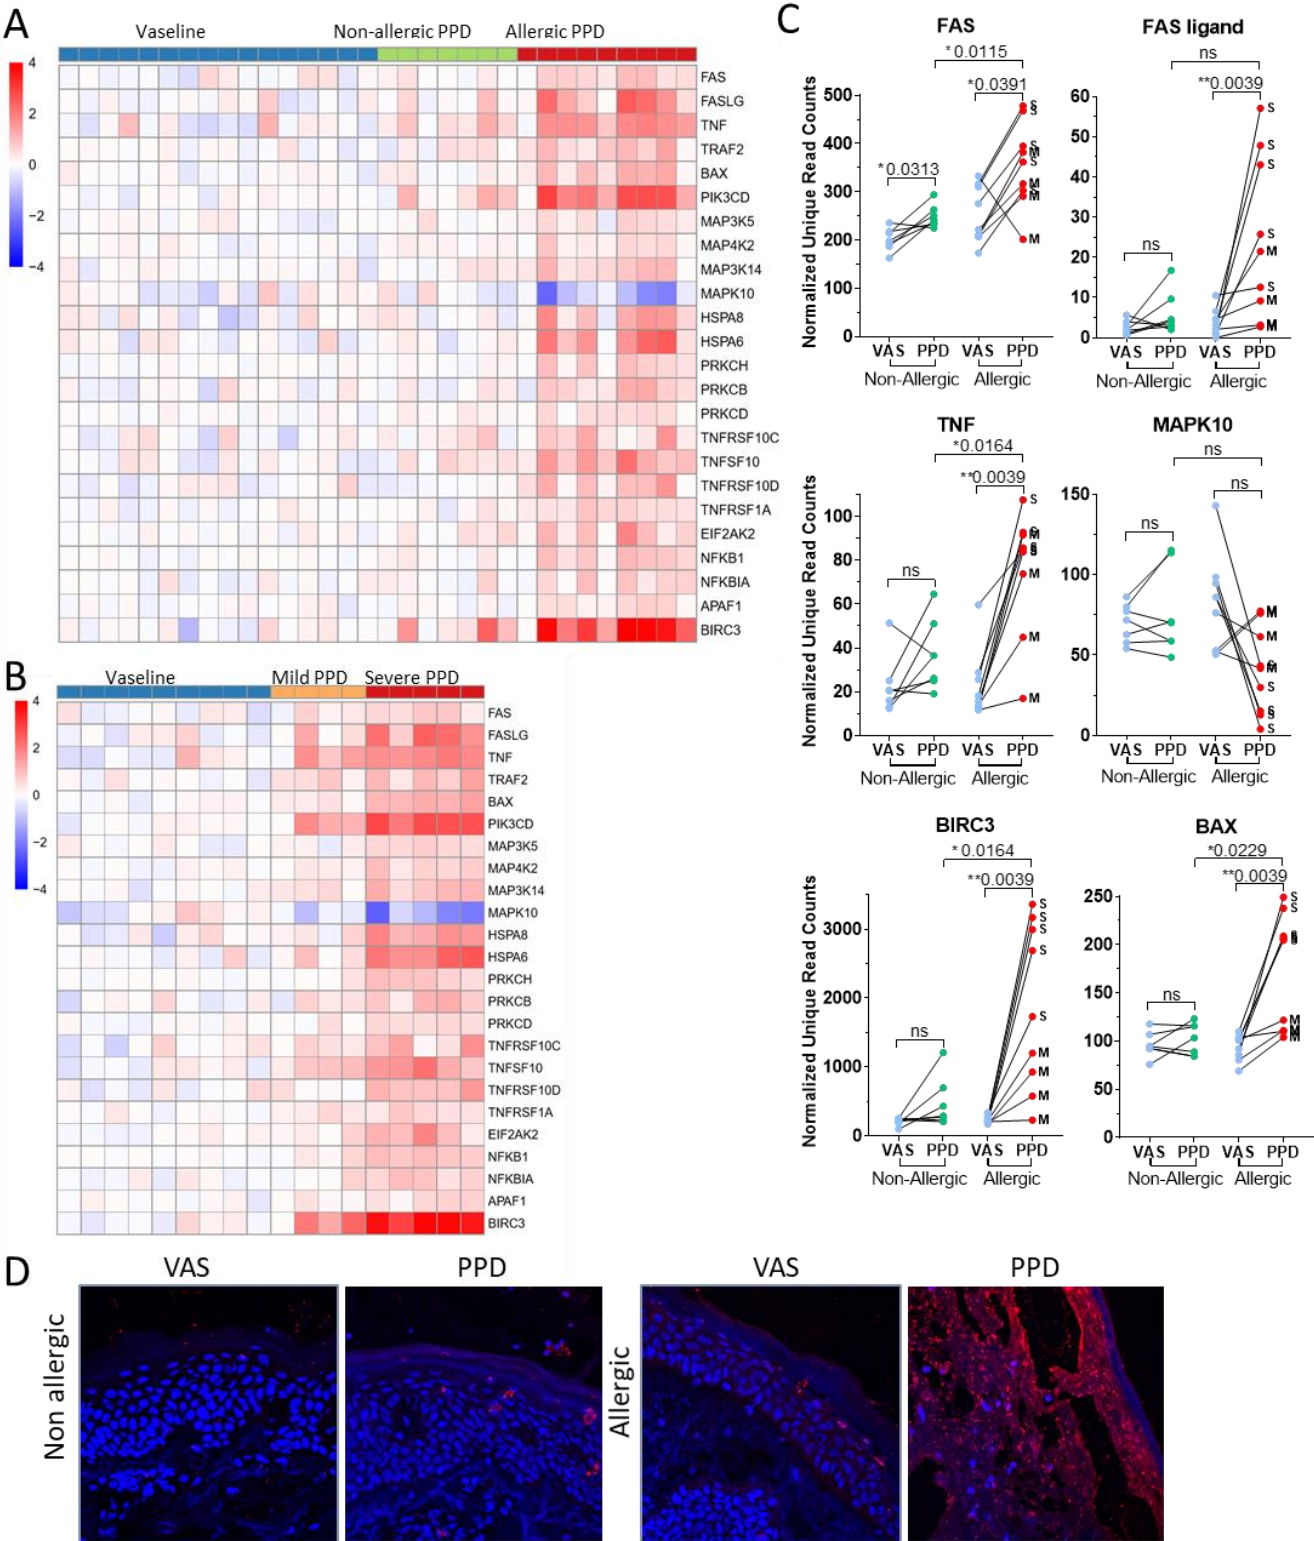 A
Vaseline
Non-allergic PPD
Allergic PPD
4
2
0
−2
−4
FAS
FASLG
TNF
TRAF2
BAX
PIK3CD
MAP3K5
MAP4K2
MAP3K14
MAPK10
HSPA8
HSPA6
PRKCH
PRKCB
PRKCD
TNFRSF10C
TNFSF10
TNFRSF10D
TNFRSF1A
EIF2AK2
NFKB1
NFKBIA
APAF1
BIRC3
B
Vaseline
Mild PPD
Severe PPD
4
2
0
−2
−4
FAS
FASLG
TNF
TRAF2
BAX
PIK3CD
MAP3K5
MAP4K2
MAP3K14
MAPK10
HSPA8
HSPA6
PRKCH
PRKCB
PRKCD
TNFRSF10C
TNFSF10
TNFRSF10D
TNFRSF1A
EIF2AK2
NFKB1
NFKBIA
APAF1
BIRC3
C
FAS
*0.0115
*0.0391
*0.0313
Normalized Unique Read Counts
500
400
300
200
100
0
S
S
S
M
S
M
M
M
VAS PPD VAS PPD
Non-Allergic Allergic
FAS ligand
ns
**0.0039
ns
60
50
40
30
20
10
0
S
S
S
S
M
S
M
M
VAS PPD VAS PPD
Non-Allergic Allergic
TNF
*0.0164
**0.0039
ns
Normalized Unique Read Counts
100
80
60
40
20
0
S
S
M
S
S
M
M
M
VAS PPD VAS PPD
Non-Allergic Allergic
MAPK10
ns
ns
ns
150
100
50
0
M
M
M
S
S
S
S
VAS PPD VAS PPD
Non-Allergic Allergic
BIRC3
*0.0164
**0.0039
ns
Normalized Unique Read Counts
3000
2000
1000
0
S
S
S
S
S
M
M
M
M
VAS PPD VAS PPD
Non-Allergic Allergic
BAX
*0.0229
**0.0039
ns
250
200
150
100
50
0
S
S
S
M
M
M
VAS PPD VAS PPD
Non-Allergic Allergic
D
VAS
PPD
VAS
PPD
Non allergic
Allergic